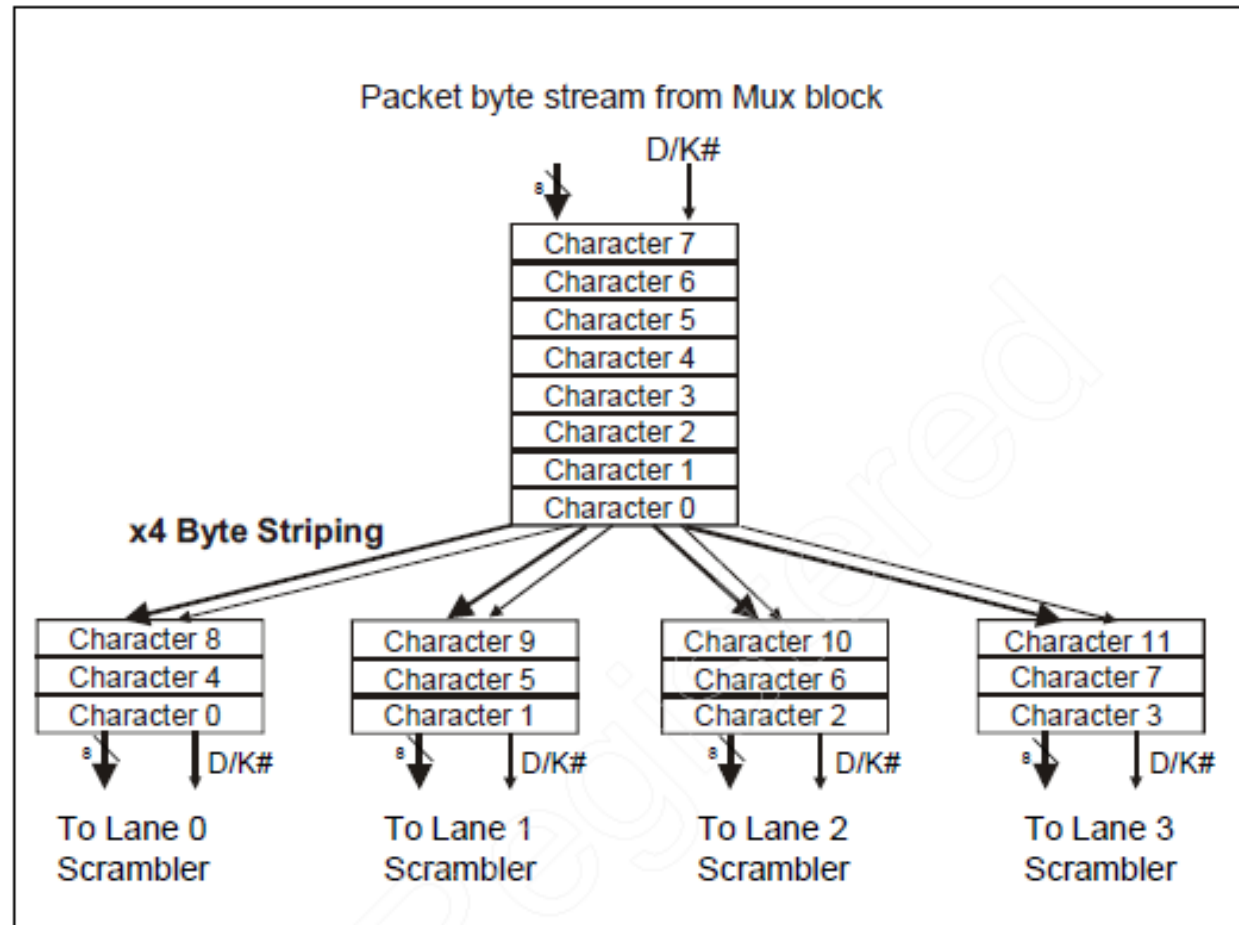 Packet byte stream from Mux block
D/K#
8
Character 7
Character 6
Character 5
Character 4
Character 3
Character 2
Character 1
Character 0
x4 Byte Striping
Character 8
Character 4
Character 0
8
D/K#
To Lane 0
Scrambler
Character 9
Character 5
Character 1
8
D/K#
To Lane 1
Scrambler
Character 10
Character 6
Character 2
8
D/K#
To Lane 2
Scrambler
Character 11
Character 7
Character 3
8
D/K#
To Lane 3
Scrambler
Registered